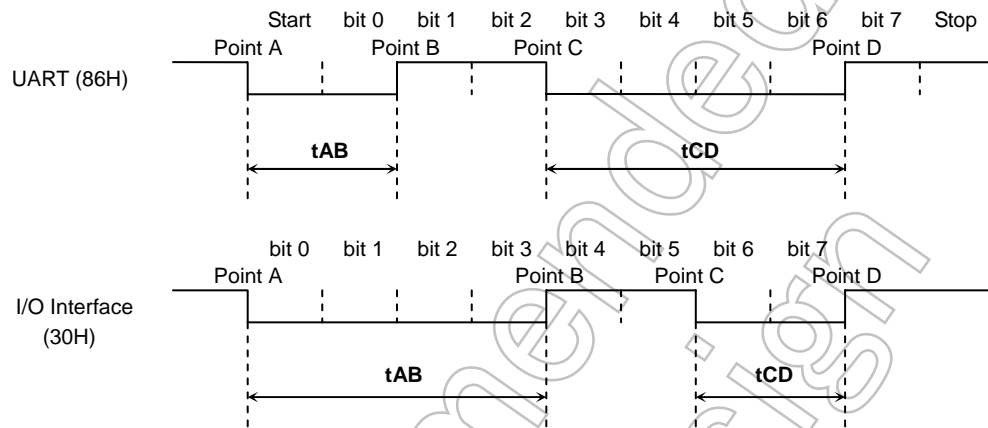 Start bit 0 bit 1 bit 2 bit 3 bit 4 bit 5 bit 6 bit 7 Stop
Point A Point B Point C Point D
UART (86H)
tAB tCD
bit 0 bit 1 bit 2 bit 3 bit 4 bit 5 bit 6 bit 7
Point A Point B Point C Point D
I/O Interface
(30H)
tAB tCD